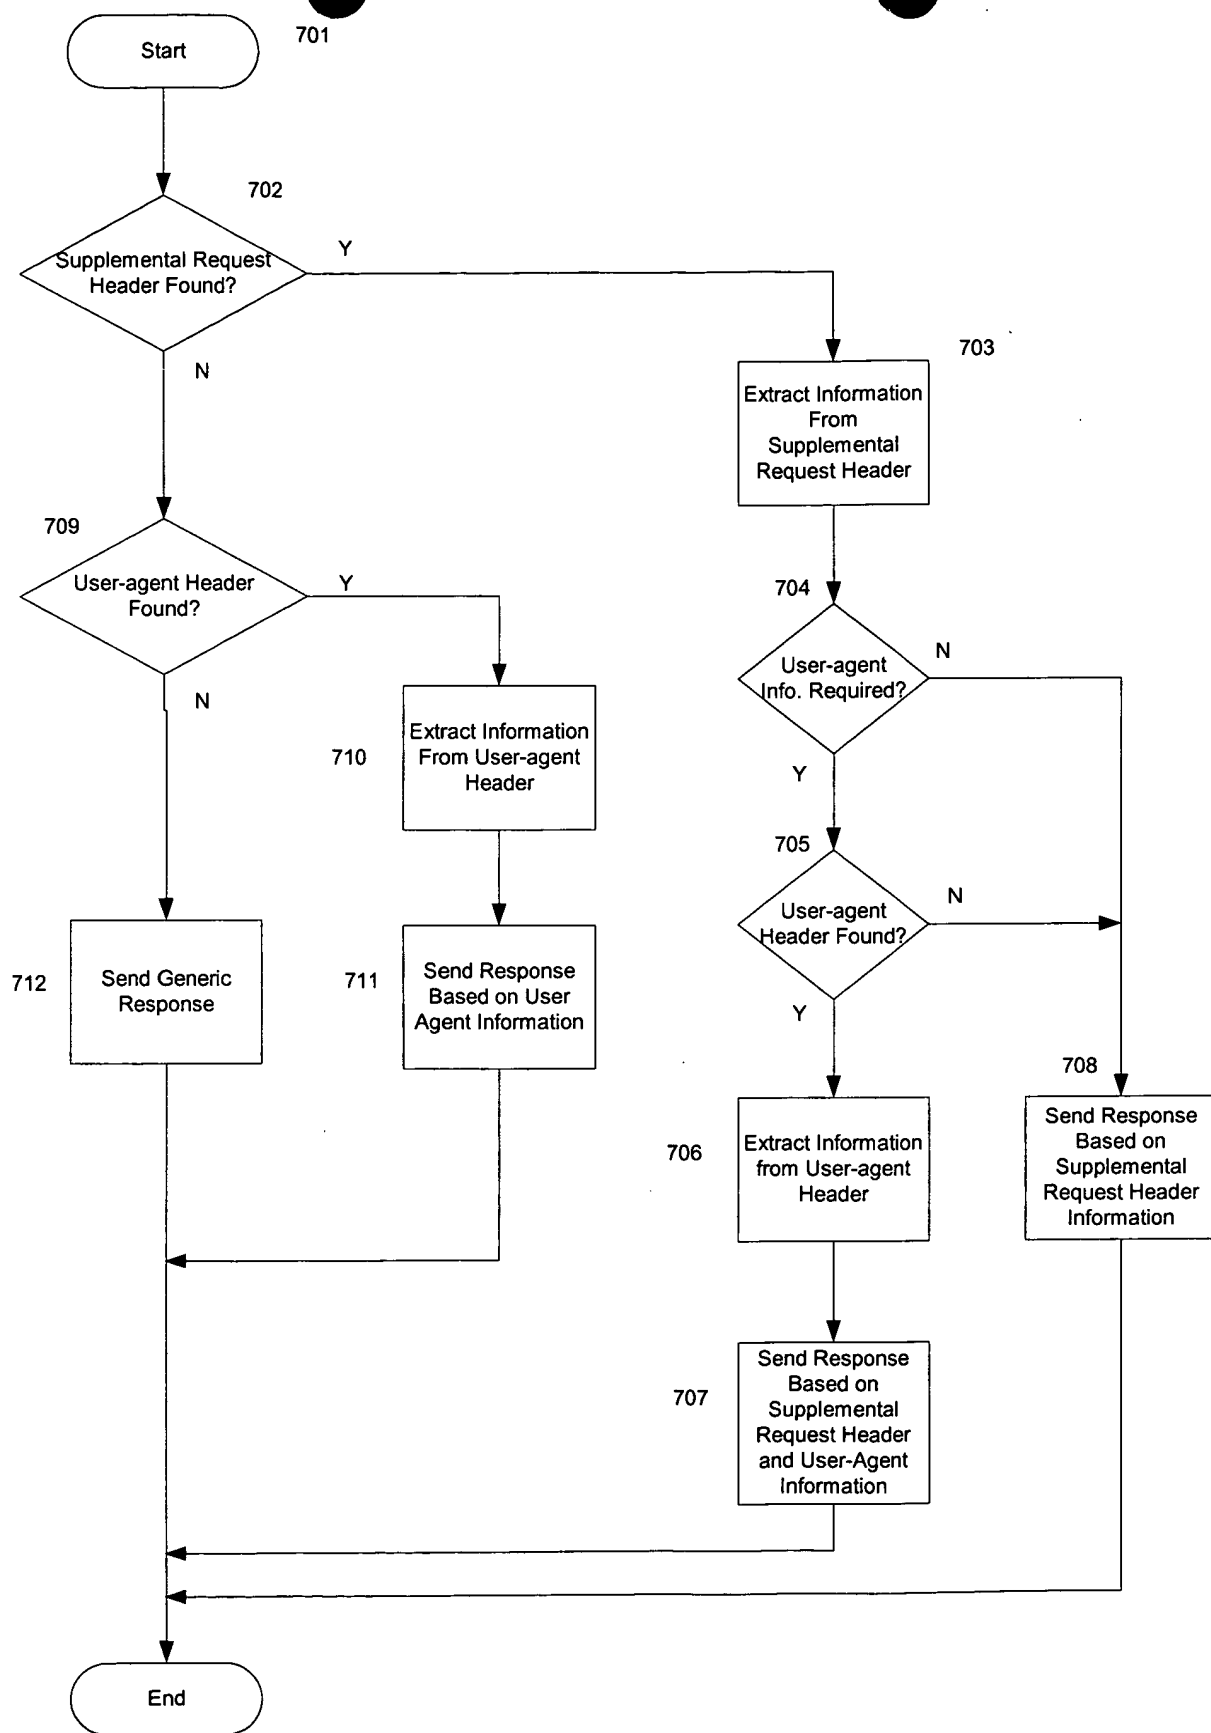 Start
701
702
Supplemental Request
Header Found?
Y
N
703
Extract Information
From
Supplemental
Request Header
709
User-agent Header
Found?
Y
N
704
User-agent
Info. Required?
N
Y
710
Extract Information
From User-agent
Header
705
User-agent
Header Found?
N
Y
712
Send Generic
Response
711
Send Response
Based on User
Agent Information
708
Send Response
Based on
Supplemental
Request Header
Information
706
Extract Information
from User-agent
Header
707
Send Response
Based on
Supplemental
Request Header
and User-Agent
Information
End